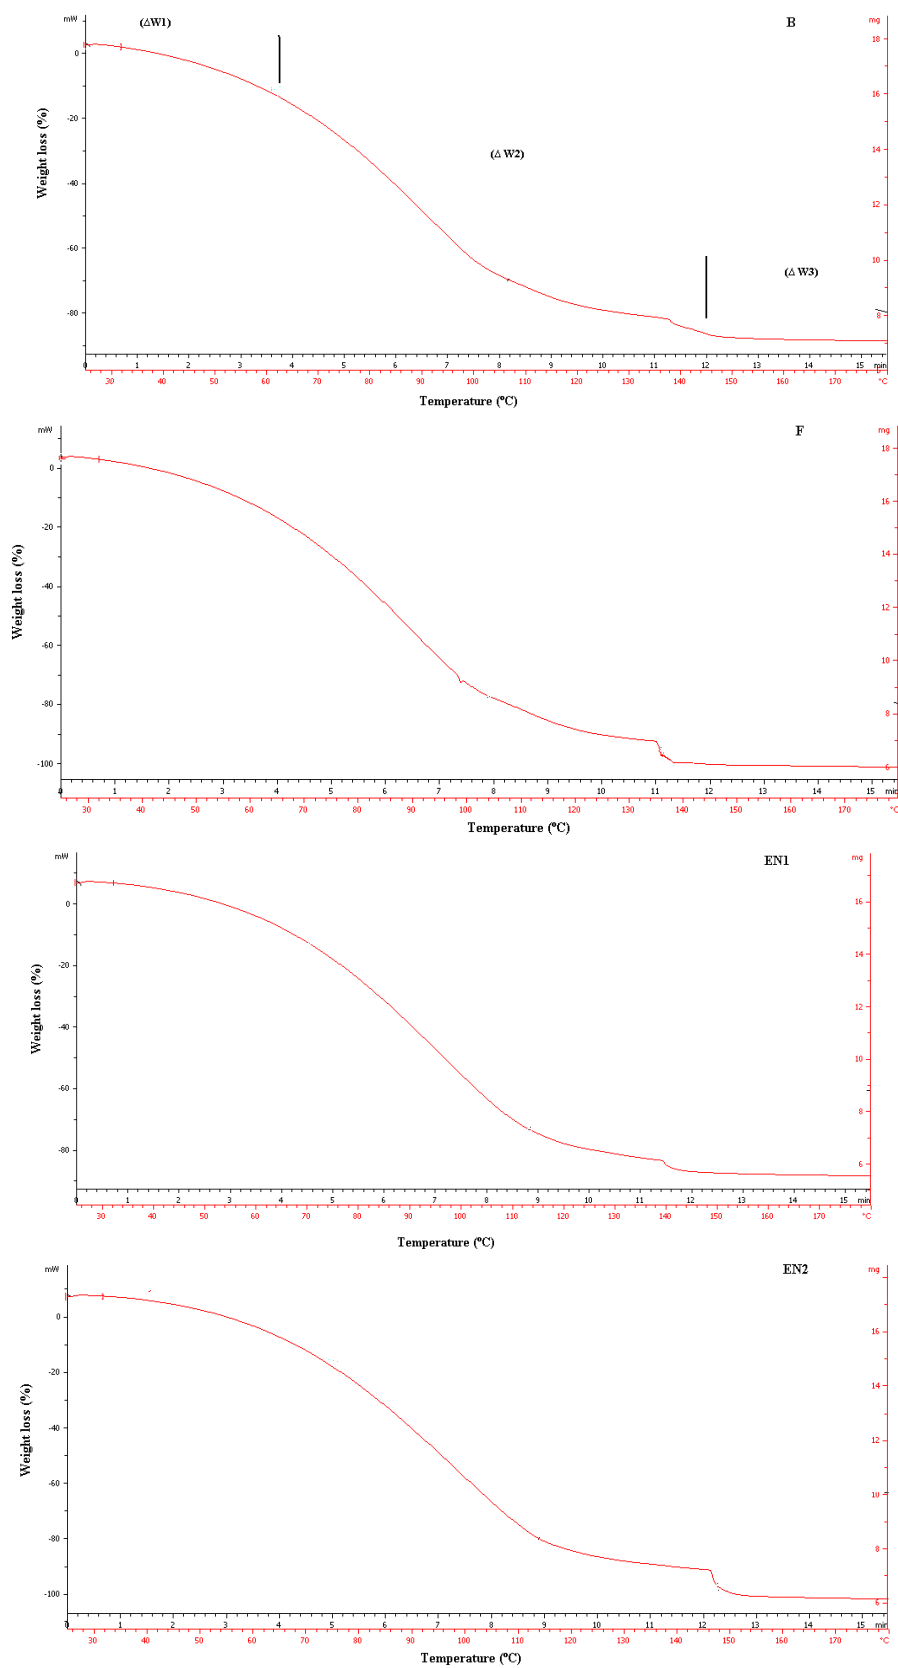 mW (ΔW1) B mg
18
0
16
-20
14
Weight loss (%)
(Δ W2)
-40
12
-60
10
(Δ W3)
8
-80
0 1 2 3 4 5 6 7 8 9 10 11 12 13 14 15 min
30 40 50 60 70 80 90 100 110 120 130 140 150 160 170 °C
Temperature (ºC)
mW F mg
18
0
16
-20
14
-40
12
Weight loss (%)
-60
10
-80
8
-100
6
0 1 2 3 4 5 6 7 8 9 10 11 12 13 14 15 min
30 40 50 60 70 80 90 100 110 120 130 140 150 160 170 °C
Temperature (ºC)
mW EN1 mg
16
0
14
-20
12
Weight loss (%)
-40
10
-60
8
-80
6
0 1 2 3 4 5 6 7 8 9 10 11 12 13 14 15 min
30 40 50 60 70 80 90 100 110 120 130 140 150 160 170 °C
Temperature (ºC)
mW EN2 mg
0
16
-20
14
-40
12
Weight loss (%)
-60
10
-80
8
-100
6
0 1 2 3 4 5 6 7 8 9 10 11 12 13 14 15 min
30 40 50 60 70 80 90 100 110 120 130 140 150 160 170 °C
Temperature (ºC)